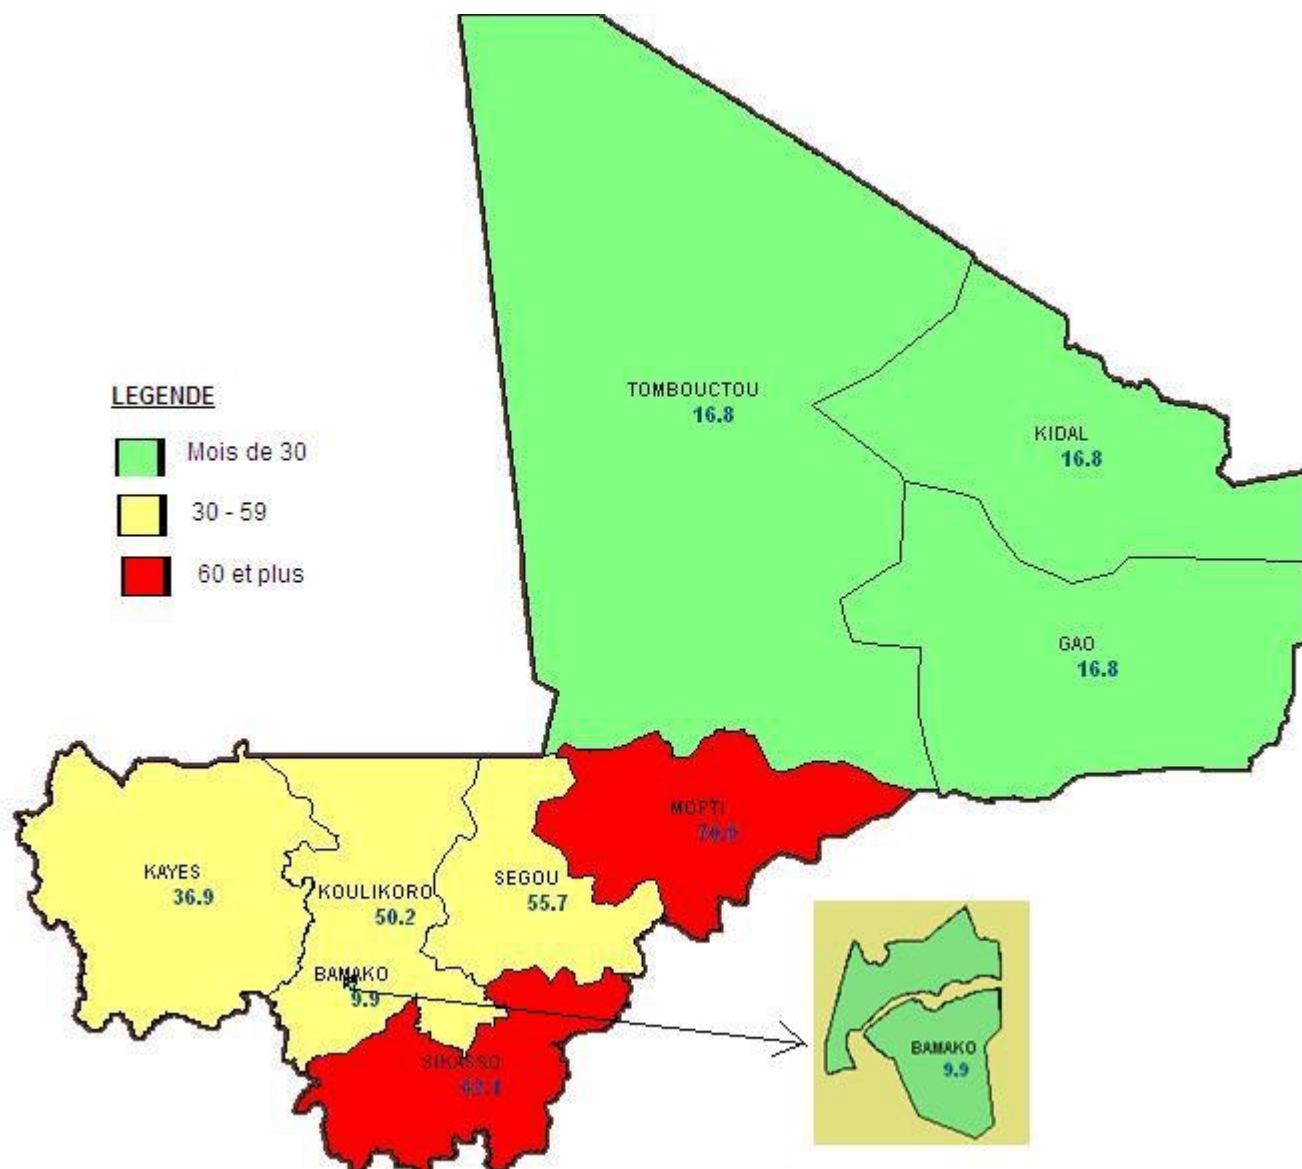 TOMBOUCTOU
16.8
LEGENDE
Mois de 30
30 - 59
60 et plus
KIDAL
16.8
GAO
16.8
MOPTI
KAYES
36.9
KOULIKORO
50.2
SEGOU
55.7
BAMAKO
9.9
SIKASSO
BAMAKO
9.9